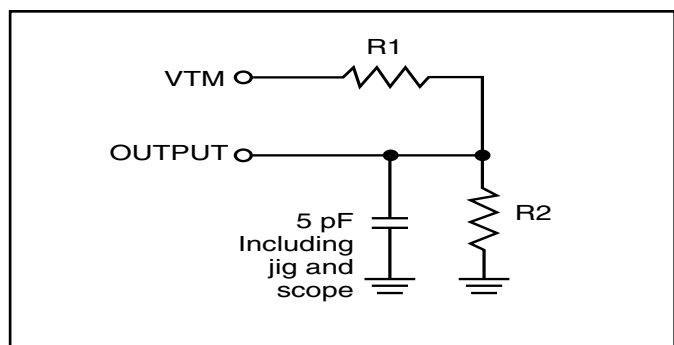 R1
VTM
OUTPUT
R2
5 pF
Including
jig and
scope